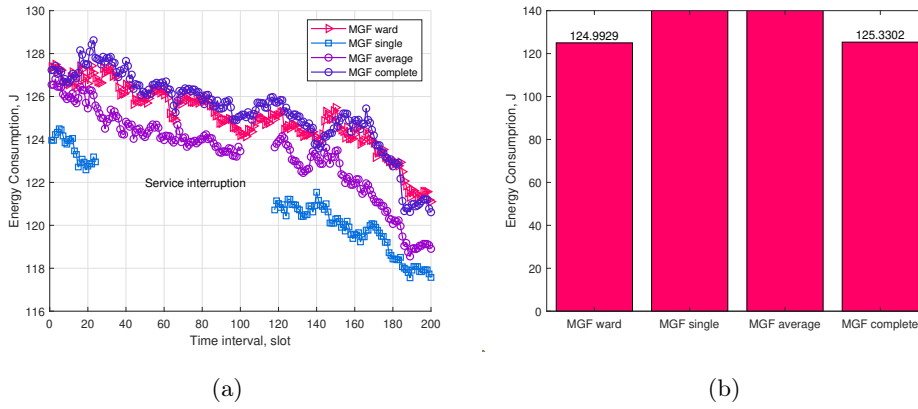 130
128
126
124
122
120
118
116
Energy Consumption, J
0 20 40 60 80 100 120 140 160 180 200
Time interval, slot
MGF ward
MGF single
MGF average
MGF complete
Service interruption
(a)
140
120
100
80
60
40
20
0
Energy Consumprion, J
124.9929
125.3302
MGF ward MGF single MGF average MGF complete
(b)